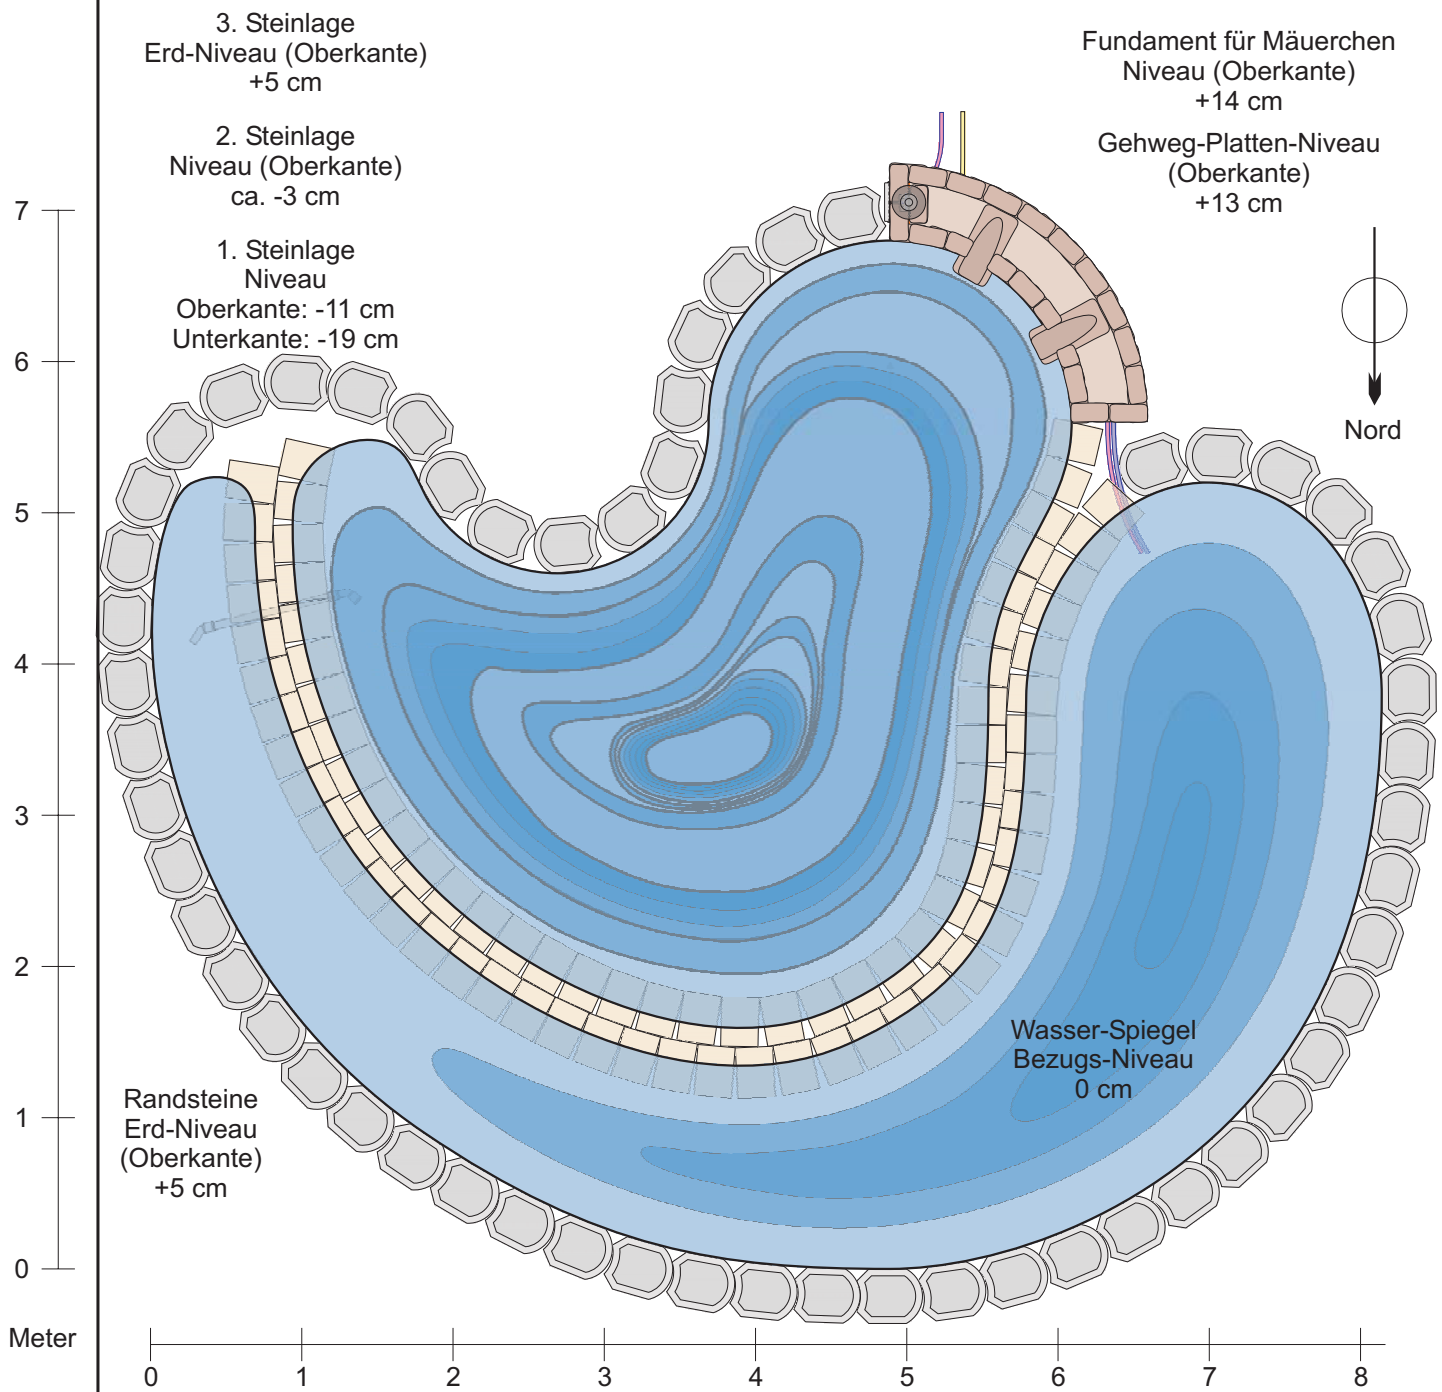 3. Steinlage
Erd-Niveau (Oberkante)
+5 cm
2. Steinlage
Niveau (Oberkante)
ca. -3 cm
1. Steinlage
Niveau
Oberkante: -11 cm
Unterkante: -19 cm
Fundament für Mäuerchen
Niveau (Oberkante)
+14 cm
Gehweg-Platten-Niveau
(Oberkante)
+13 cm
Nord
7
6
5
4
3
2
1
0
Wasser-Spiegel
Bezugs-Niveau
0 cm
Randsteine
Erd-Niveau
(Oberkante)
+5 cm
Meter
0 1 2 3 4 5 6 7 8